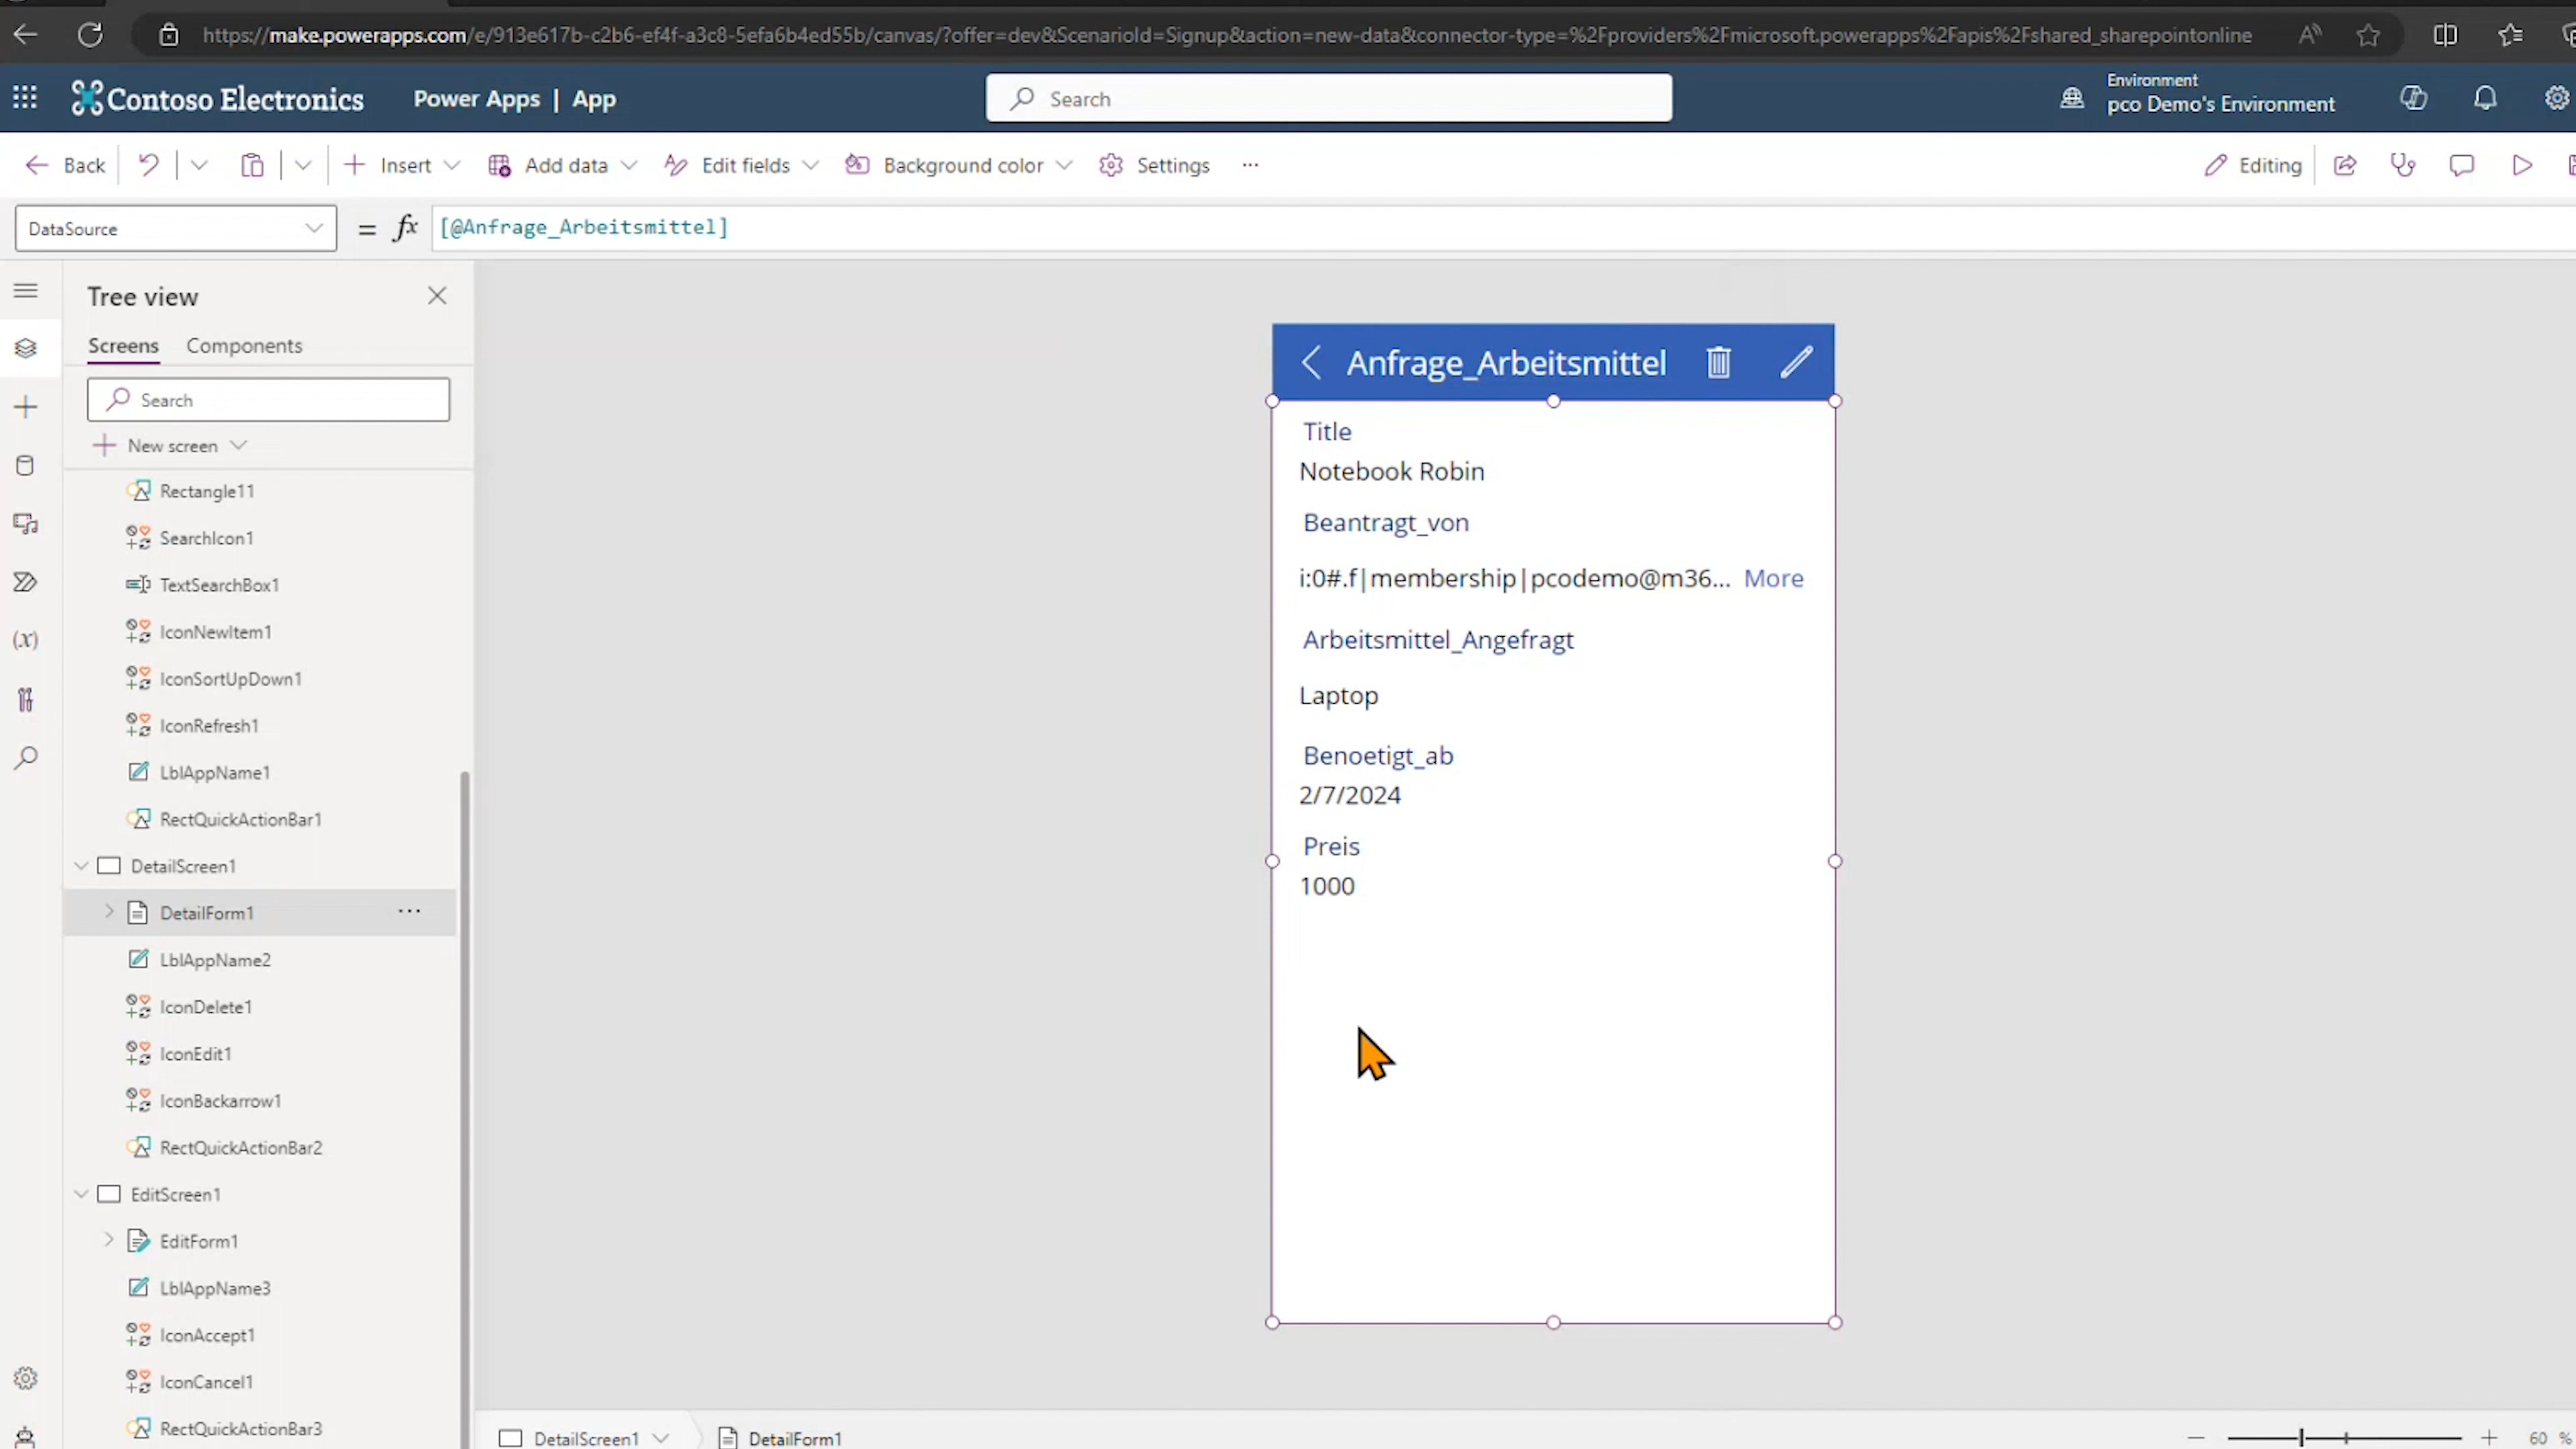 https://make.powerapps.com/e/913e617b-c2b6-ef4f-a3c8-5efa6b4ed55b/canvas/?offer=dev&ScenarioId=Signup&action=new-data&connector-type=%2Fproviders%2Fmicrosoft.powerapps%2Fapis%2Fshared_sharepointonline
Contoso Electronics
Power Apps | App
Search
Environment
pco Demo's Environment
Back
Insert
Add data
Edit fields
Background color
Settings
Editing
DataSource
= fx
[@Anfrage_Arbeitsmittel]
Tree view
Screens
Components
Search
New screen
Rectangle11
SearchIcon1
TextSearchBox1
IconNewItem1
IconSortUpDown1
IconRefresh1
LblAppName1
RectQuickActionBar1
DetailScreen1
DetailForm1
LblAppName2
IconDelete1
IconEdit1
IconBackarrow1
RectQuickActionBar2
EditScreen1
EditForm1
LblAppName3
IconAccept1
IconCancel1
RectQuickActionBar3
Anfrage_Arbeitsmittel
Title
Notebook Robin
Beantragt_von
i:0#.f|membership|pcodemo@m36... More
Arbeitsmittel_Angefragt
Laptop
Benoetigt_ab
2/7/2024
Preis
1000
DetailScreen1
DetailForm1
60 %